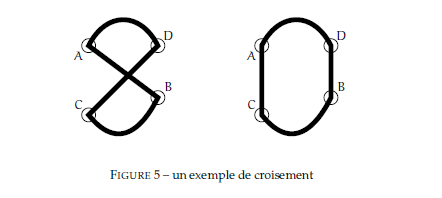 A D A D
C B C B
FIGURE 5 – un exemple de croisement